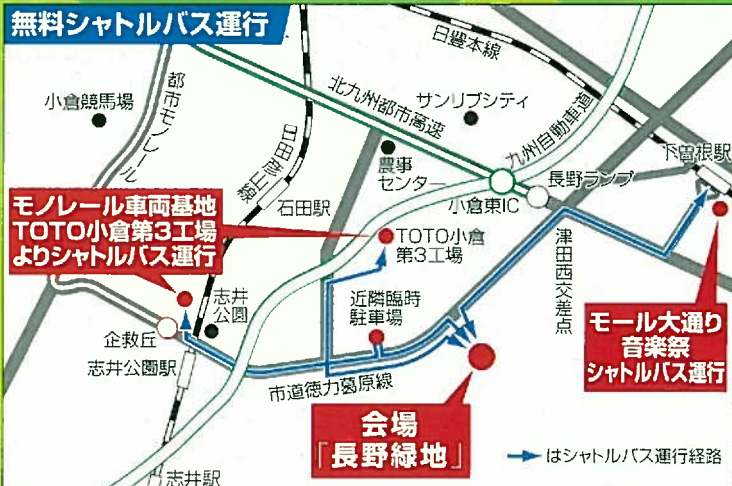 無料シャトルバス運行
日豊本線
都市モノレール
小倉競馬場
北九州都市高速
サンリブシティ
九州自動車道
日田彦山線
農事
センター
下曽根駅
長野ランプ
小倉東IC
石田駅
モノレール車両基地
TOTO小倉第3工場
よりシャトルバス運行
TOTO小倉
第3工場
津田西交差点
志井
公園
近隣臨時
駐車場
企救丘
志井公園駅
モール大通り
音楽祭
シャトルバス運行
市道徳力葛原線
会場
「長野緑地」
はシャトルバス運行経路
志井駅